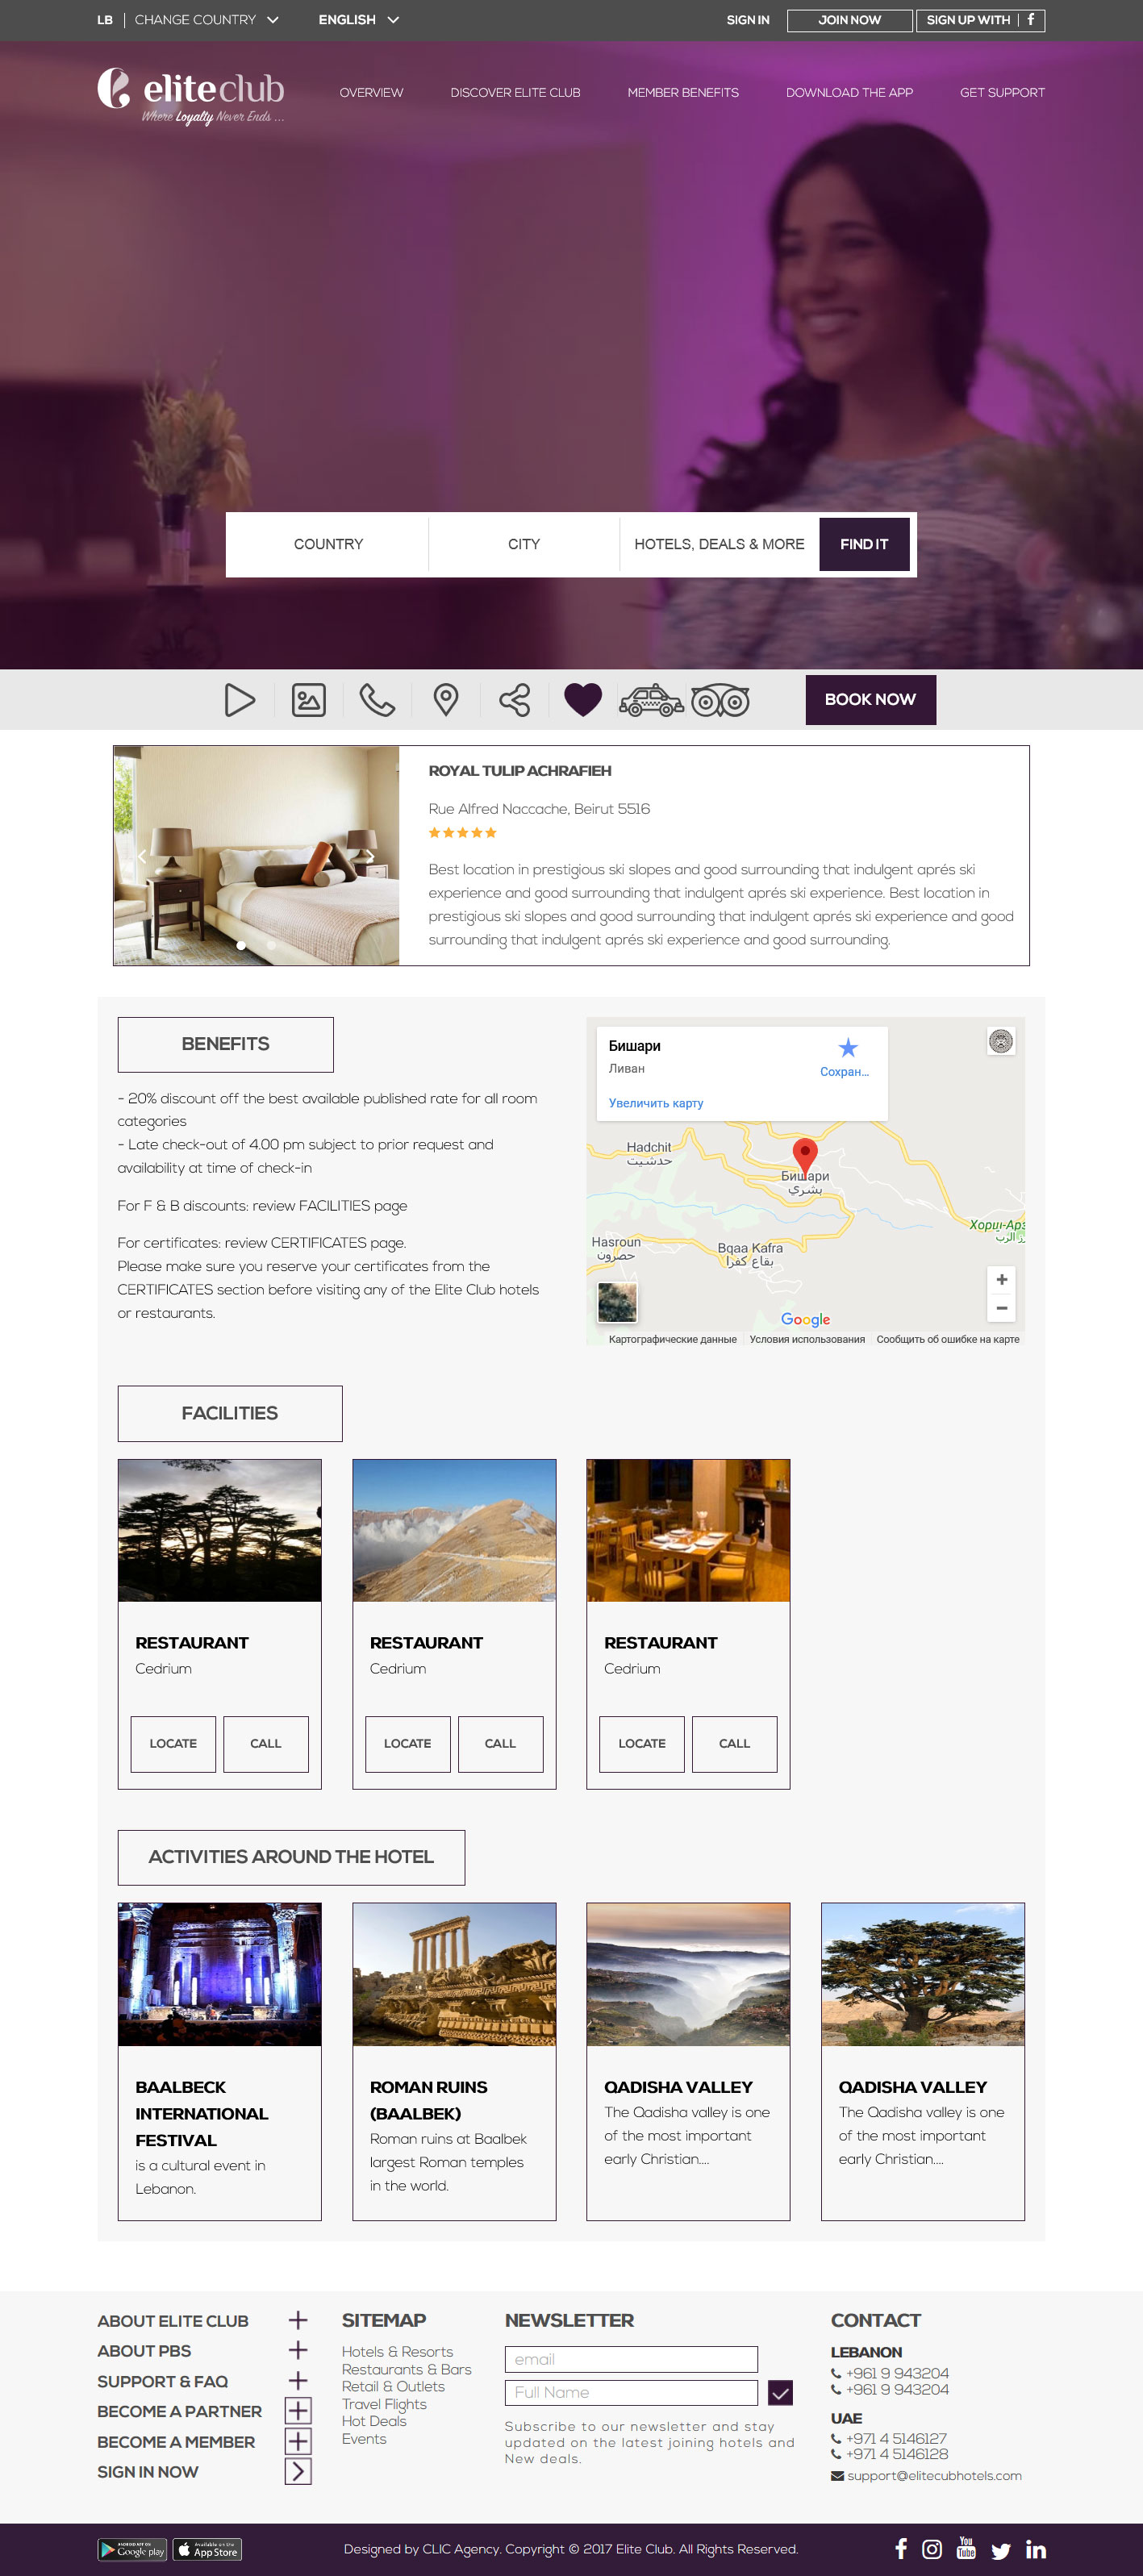 LB CHANGE COUNTRY ENGLISH SIGN IN JOIN NOW SIGN UP WITH
eliteclub
Where Loyalty Never Ends ...
OVERVIEW DISCOVER ELITE CLUB MEMBER BENEFITS DOWNLOAD THE APP GET SUPPORT
COUNTRY CITY HOTELS, DEALS & MORE FIND IT
BOOK NOW
ROYAL TULIP ACHRAFIEH
Rue Alfred Naccache, Beirut 5516
Best location in prestigious ski slopes and good surrounding that indulgent aprés ski
experience and good surrounding that indulgent aprés ski experience. Best location in
prestigious ski slopes and good surrounding that indulgent aprés ski experience and good
surrounding that indulgent aprés ski experience and good surrounding.
BENEFITS
- 20% discount off the best available published rate for all room
categories
- Late check-out of 4.00 pm subject to prior request and
availability at time of check-in
For F & B discounts: review FACILITIES page
For certificates: review CERTIFICATES page.
Please make sure you reserve your certificates from the
CERTIFICATES section before visiting any of the Elite Club hotels
or restaurants.
Бишари
Ливан
Сохран...
Увеличить карту
Hadchit
حدشيت
Бишари
بشري
Хорш-Арз
الرب
Hasroun
حصرون
Bqaa Kafra
بقاع كفرا
Google
Картографические данные Условия использования Сообщить об ошибке на карте
FACILITIES
RESTAURANT
Cedrium
LOCATE CALL
RESTAURANT
Cedrium
LOCATE CALL
RESTAURANT
Cedrium
LOCATE CALL
ACTIVITIES AROUND THE HOTEL
BAALBECK
INTERNATIONAL
FESTIVAL
is a cultural event in
Lebanon.
ROMAN RUINS
(BAALBEK)
Roman ruins at Baalbek
largest Roman temples
in the world.
QADISHA VALLEY
The Qadisha valley is one
of the most important
early Christian....
QADISHA VALLEY
The Qadisha valley is one
of the most important
early Christian....
ABOUT ELITE CLUB
ABOUT PBS
SUPPORT & FAQ
BECOME A PARTNER
BECOME A MEMBER
SIGN IN NOW
SITEMAP
Hotels & Resorts
Restaurants & Bars
Retail & Outlets
Travel Flights
Hot Deals
Events
NEWSLETTER
email
Full Name
Subscribe to our newsletter and stay
updated on the latest joining hotels and
New deals.
CONTACT
LEBANON
+961 9 943204
+961 9 943204
UAE
+971 4 5146127
+971 4 5146128
support@elitecubhotels.com
ANDROID APP ON
Google play
Available on the
App Store
Designed by CLIC Agency. Copyright © 2017 Elite Club. All Rights Reserved.
You
Tube